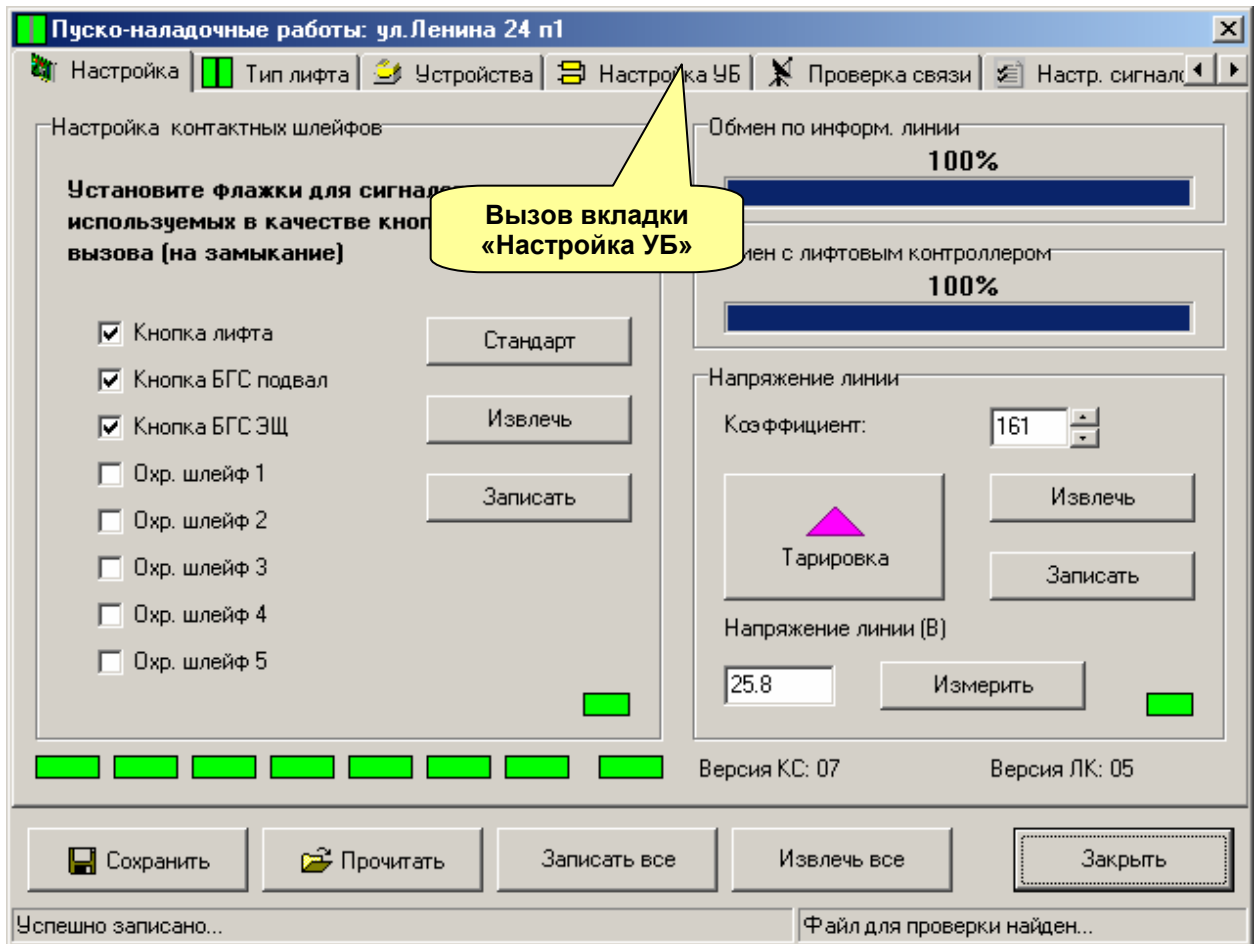 Пуско-наладочные работы: ул.Ленина 24 п1
Настройка
Тип лифта
Устройства
Настройка УБ
Проверка связи
Настр. сигнало
Настройка контактных шлейфов
Установите флажки для
используемых в качестве
вызова (на замыкание)
Вызов вкладки
«Настройка УБ»
Кнопка лифта
Кнопка БГС подвал
Кнопка БГС ЭЩ
Охр. шлейф 1
Охр. шлейф 2
Охр. шлейф 3
Охр. шлейф 4
Охр. шлейф 5
Стандарт
Извлечь
Записать
Обмен по информ. линии
100%
с лифтовым контроллером
100%
Напряжение линии
Коэффициент:
161
Тарировка
Извлечь
Записать
Напряжение линии (В)
25.8
Измерить
Версия КС: 07
Версия ЛК: 05
Сохранить
Прочитать
Записать все
Извлечь все
Закрыть
Успешно записано...
Файл для проверки найден...